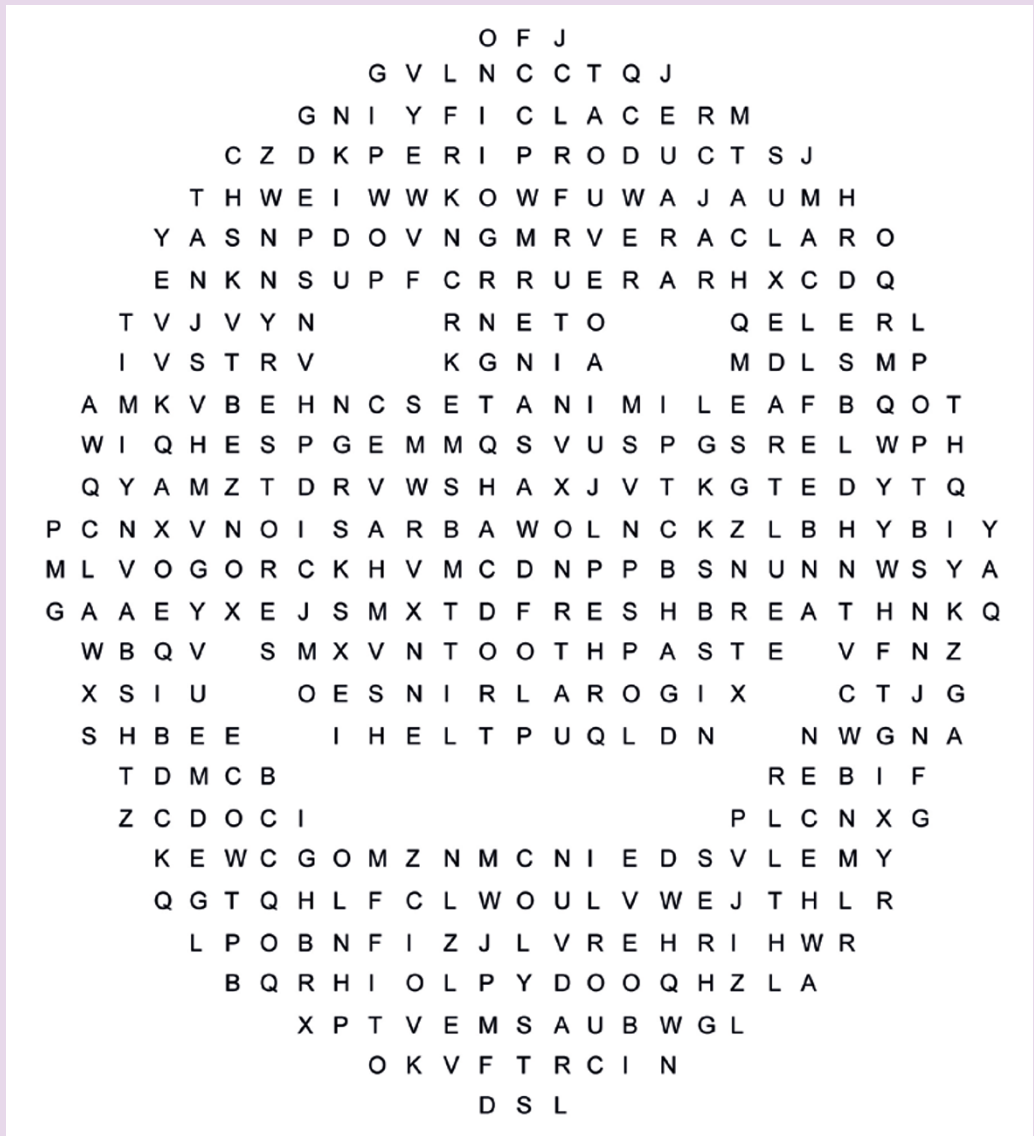 O F J
G V L N C C T Q J
G N I Y F I C L A C E R M
C Z D K P E R I P R O D U C T S J
T H W E I W W K O W F U W A J A U M H
Y A S N P D O V N G M R V E R A C L A R O
E N K N S U P F C R R U E R A R H X C D Q
T V J V Y N R N E T O Q E L E R L
I V S T R V K G N I A M D L S M P
A M K V B E H N C S E T A N I M I L E A F B Q O T
W I Q H E S P G E M M Q S V U S P G S R E L W P H
Q Y A M Z T D R V W S H A X J V T K G T E D Y T Q
P C N X V N O I S A R B A W O L N C K Z L B H Y B I Y
M L V O G O R C K H V M C D N P P B S N U N N W S Y A
G A A E Y X E J S M X T D F R E S H B R E A T H N K Q
W B Q V S M X V N T O O T H P A S T E V F N Z
X S I U O E S N I R L A R O G I X C T J G
S H B E E I H E L T P U Q L D N N W G N A
T D M C B R E B I F
Z C D O C I P L C N X G
K E W C G O M Z N M C N I E D S V L E M Y
Q G T Q H L F C L W O U L V W E J T H L R
L P O B N F I Z J L V R E H R I H W R
B Q R H I O L P Y D O O Q H Z L A
X P T V E M S A U B W G L
O K V F T R C I N
D S L